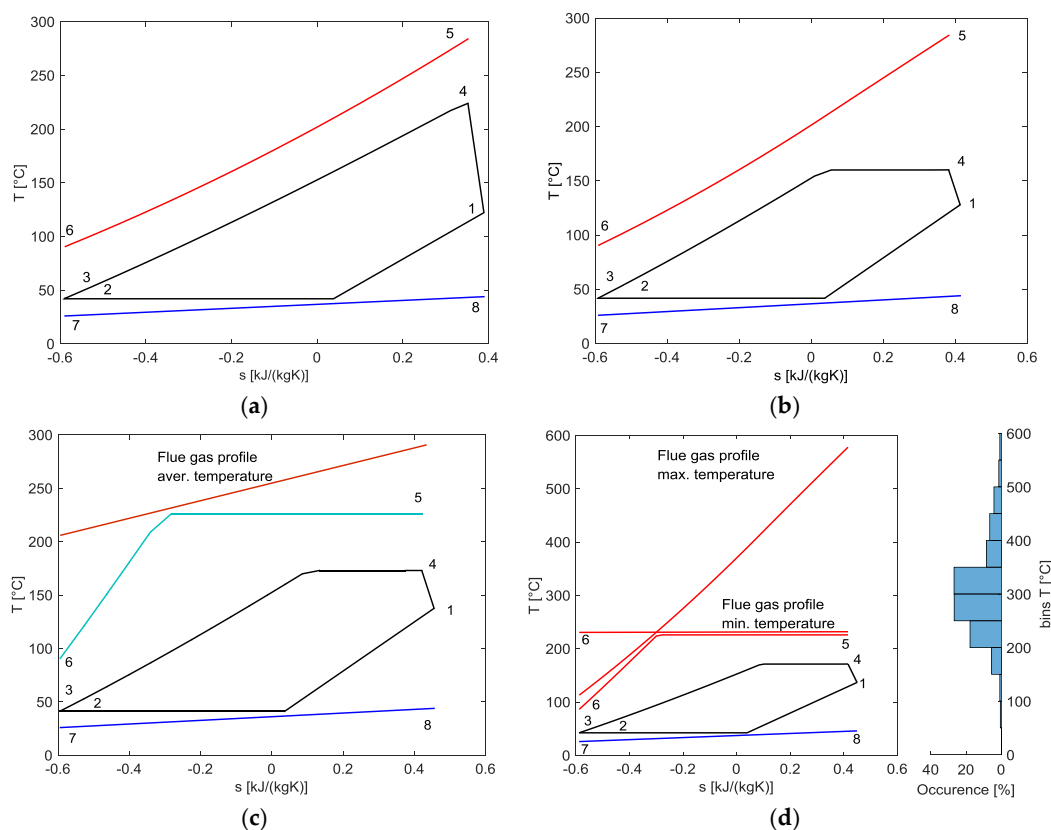 300
250
200
150
100
50
0
T [°C]
5
4
6
1
3
2
8
7
-0.6 -0.4 -0.2 0 0.2 0.4
s [kJ/(kgK)]
(a)
300
250
200
150
100
50
0
T [°C]
5
4
6
1
3
2
8
7
-0.6 -0.4 -0.2 0 0.2 0.4 0.6
s [kJ/(kgK)]
(b)
300
250
200
150
100
50
0
T [°C]
Flue gas profile
aver. temperature
5
4
1
6
3
2
8
7
-0.6 -0.4 -0.2 0 0.2 0.4 0.6
s [kJ/(kgK)]
(c)
600
500
400
300
200
100
0
T [°C]
Flue gas profile
max. temperature
Flue gas profile
min. temperature
6
5
4
6
1
3
2
8
7
-0.6 -0.4 -0.2 0 0.2 0.4 0.6
s [kJ/(kgK)]
600
500
400
300
200
100
0
bins T [°C]
40 20 0
Occurence [%]
(d)